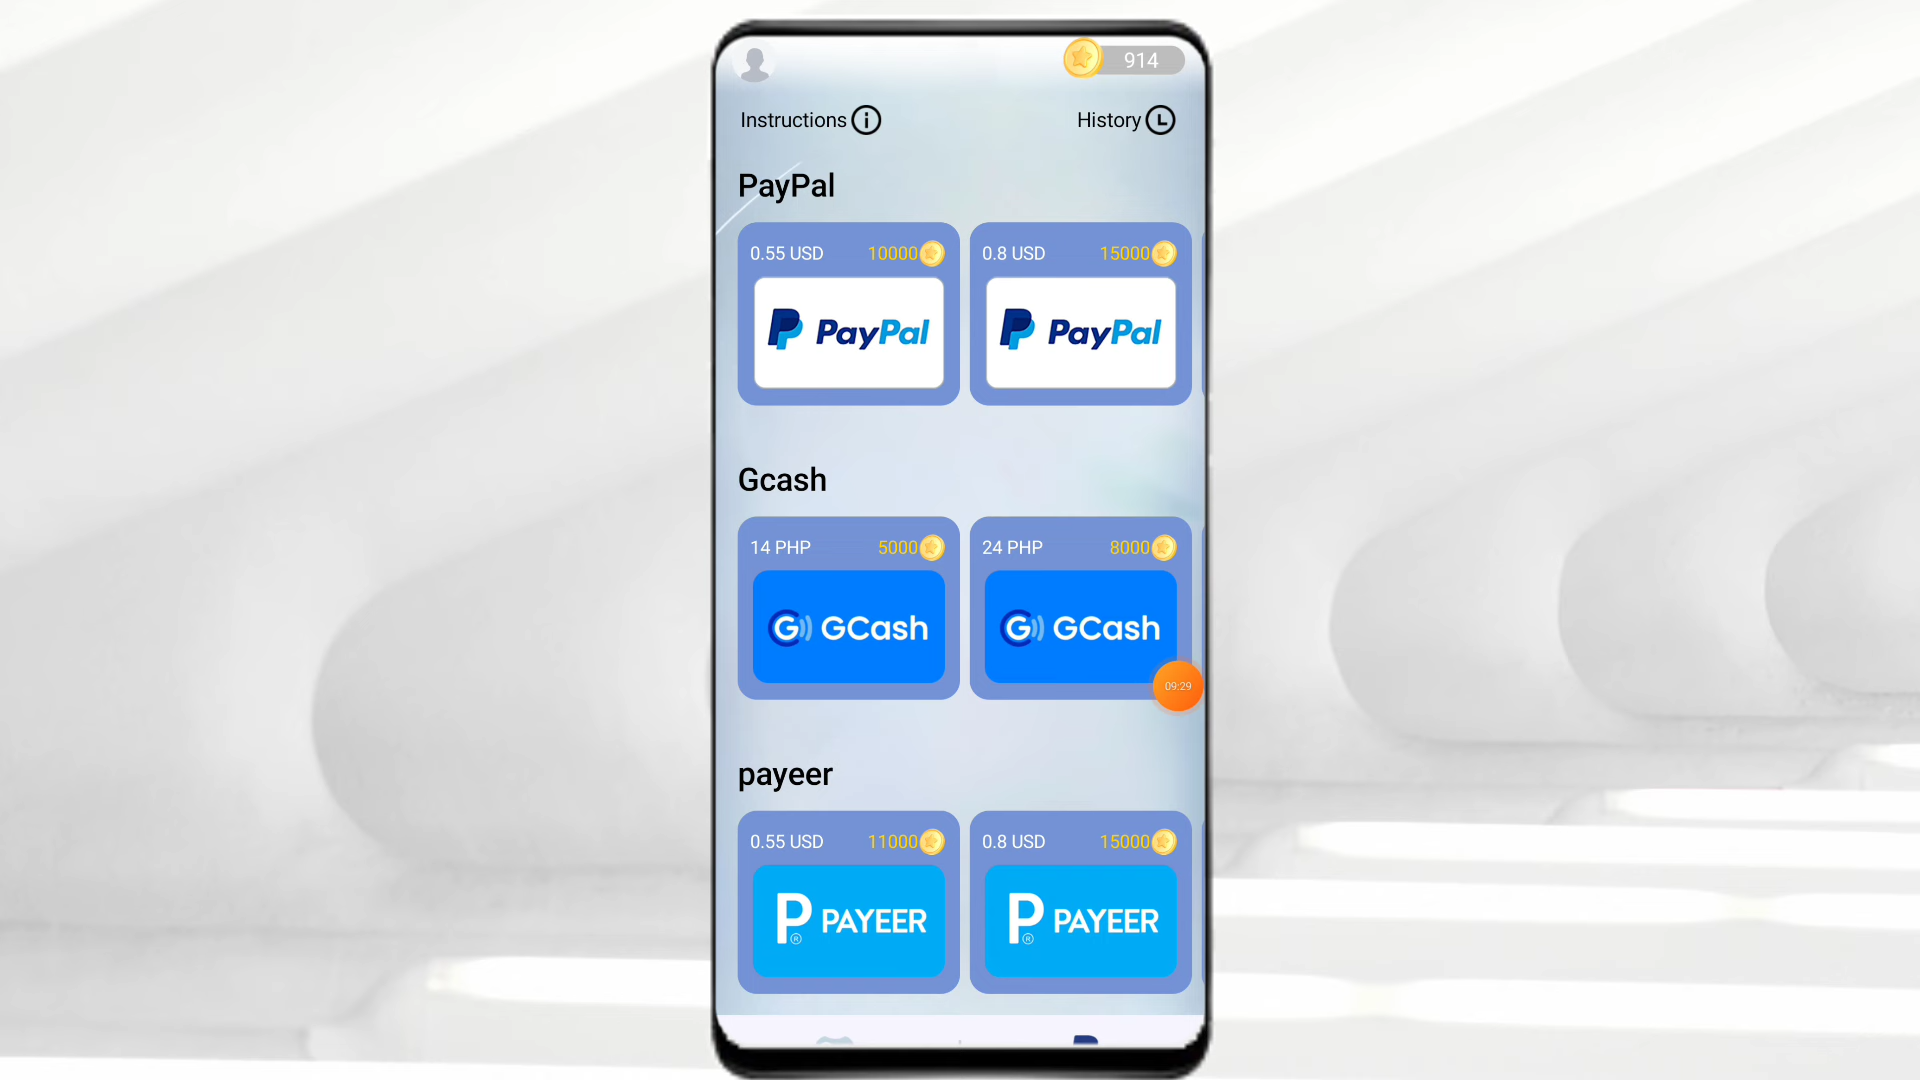 914
Instructions
History
PayPal
0.55 USD 10000
0.8 USD 15000
PayPal
PayPal
Gcash
14 PHP 5000
24 PHP 8000
G GCash
G GCash
09:29
payeer
0.55 USD 11000
0.8 USD 15000
P® PAYEER
P® PAYEER